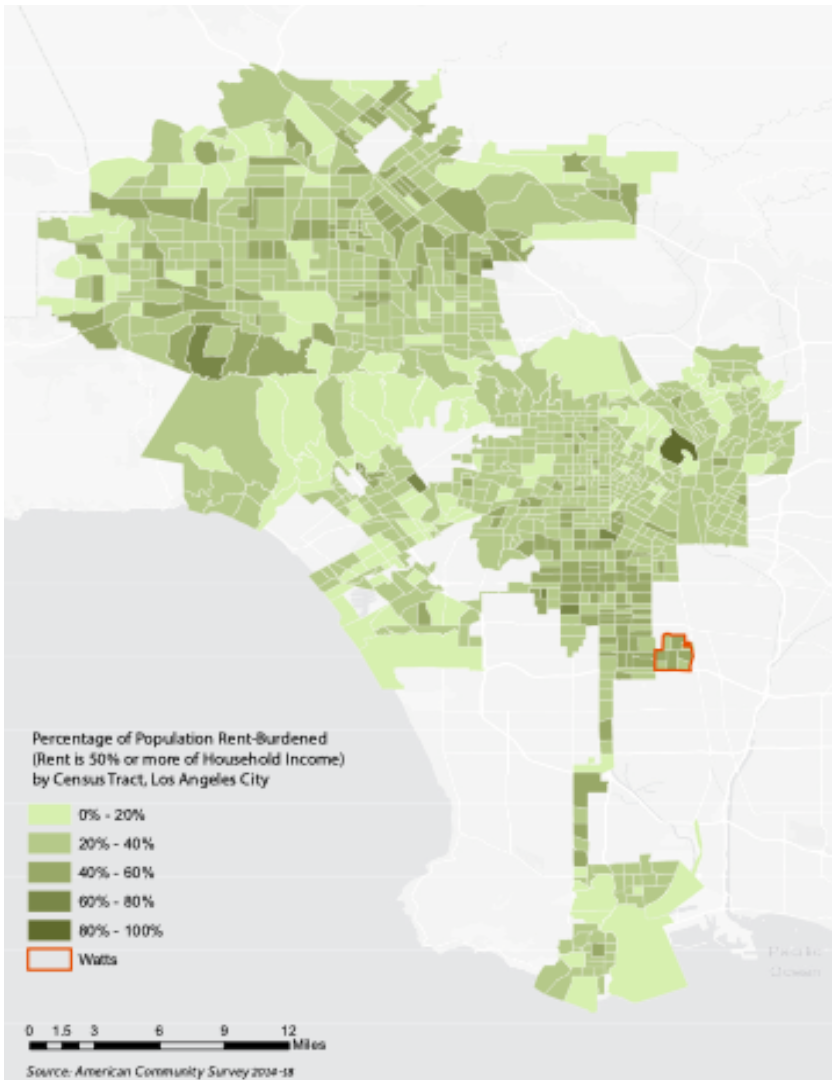 Pacific
Ocean
Percentage of Population Rent-Burdened
(Rent is 50% or more of Household Income)
by Census Tract, Los Angeles City
0% - 20%
20% - 40%
40% - 60%
60% - 80%
80% - 100%
Watts
0 1.5 3 6 9 12
Miles
Source: American Community Survey 2014-18